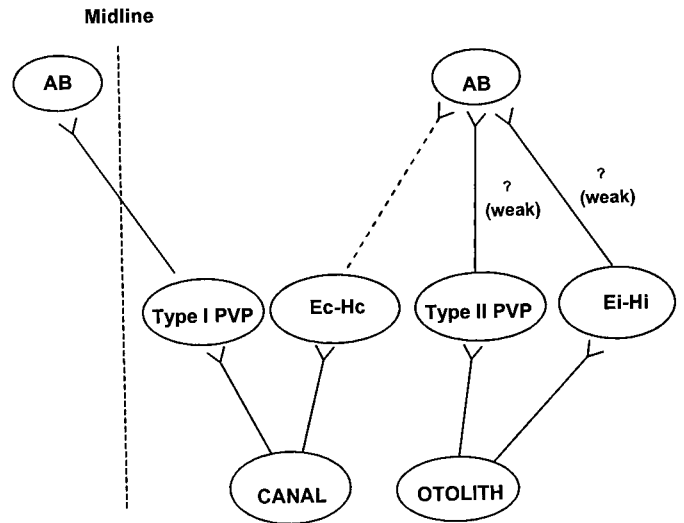 Midline
AB
AB
?
(weak)
?
(weak)
Type I PVP
Ec-Hc
Type II PVP
Ei-Hi
CANAL
OTOLITH